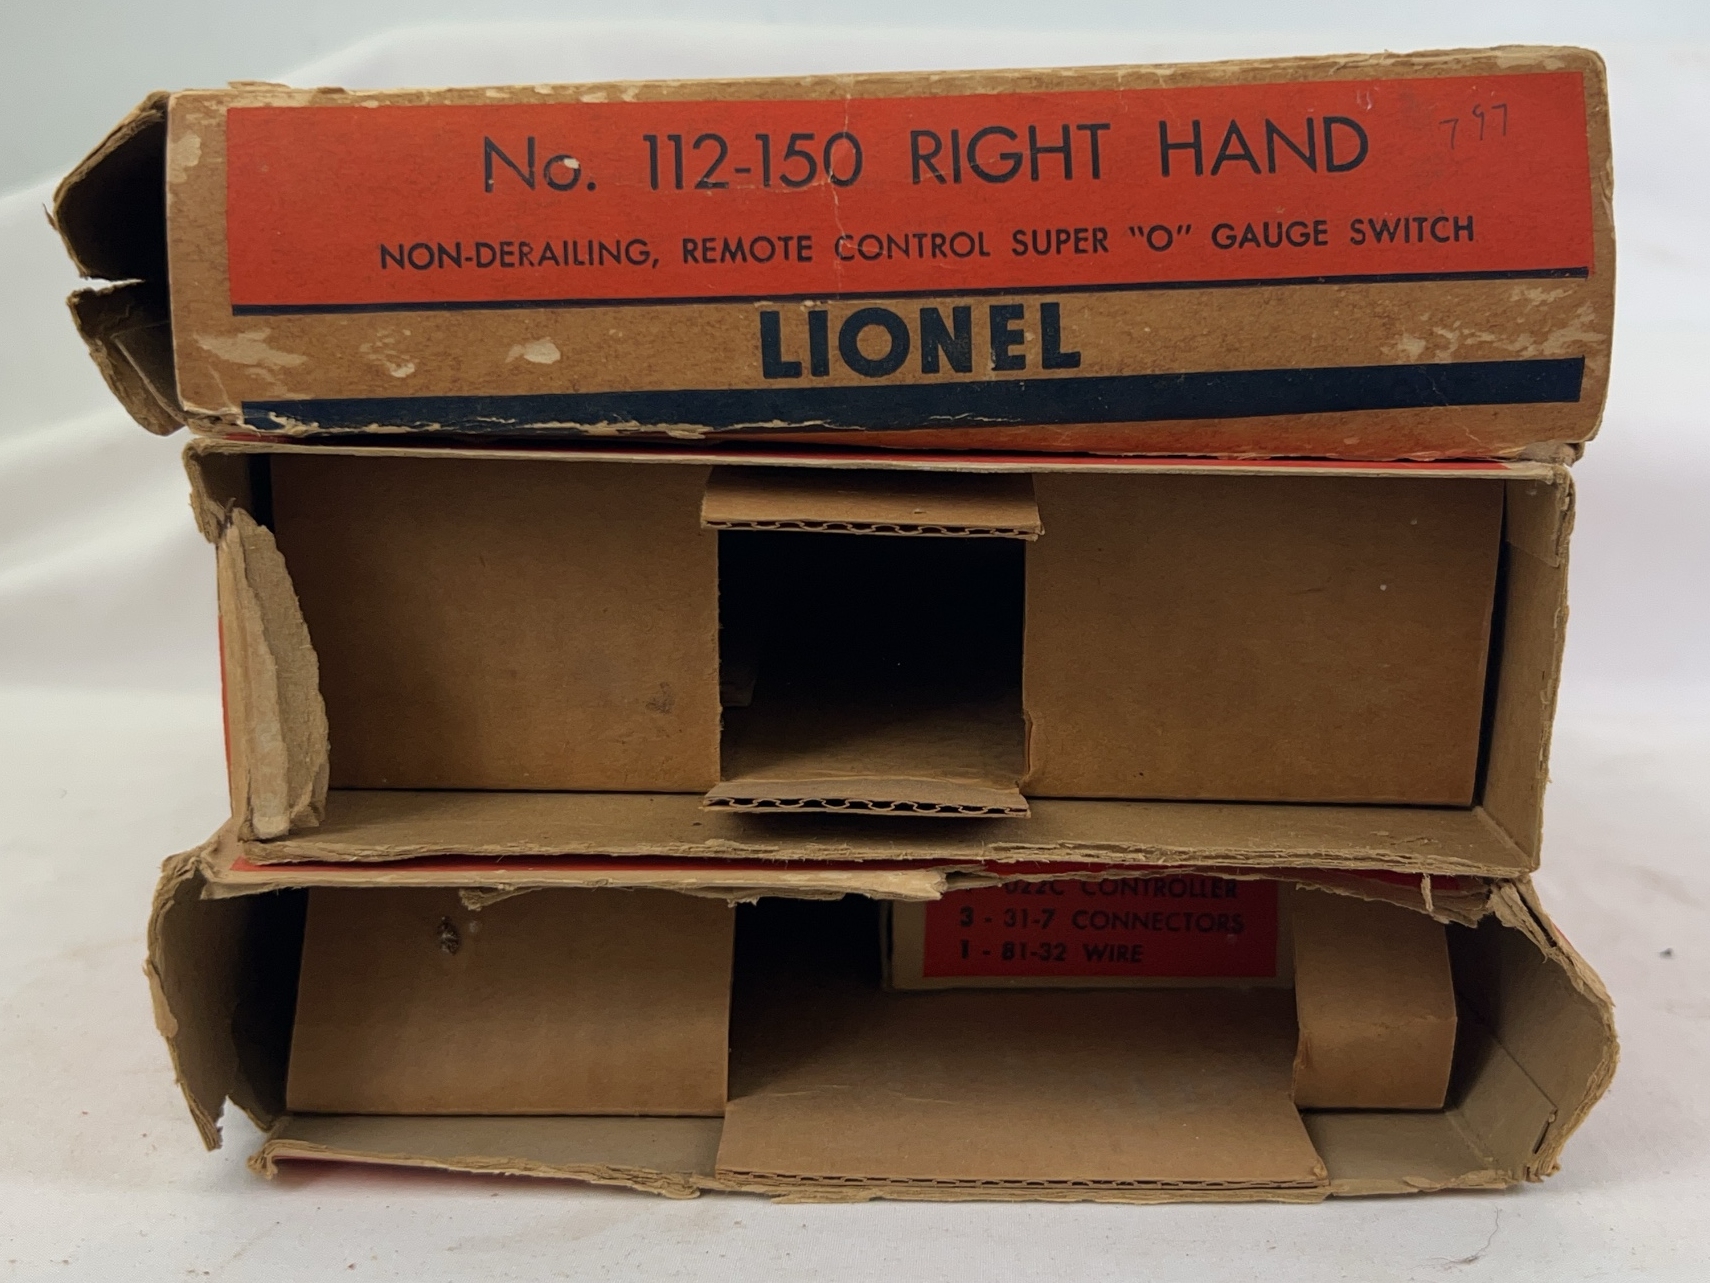 No. 112-150 RIGHT HAND
797
NON-DERAILING, REMOTE CONTROL SUPER "O" GAUGE SWITCH
LIONEL
022C CONTROLLER
3 - 31-7 CONNECTORS
1 - 81-32 WIRE